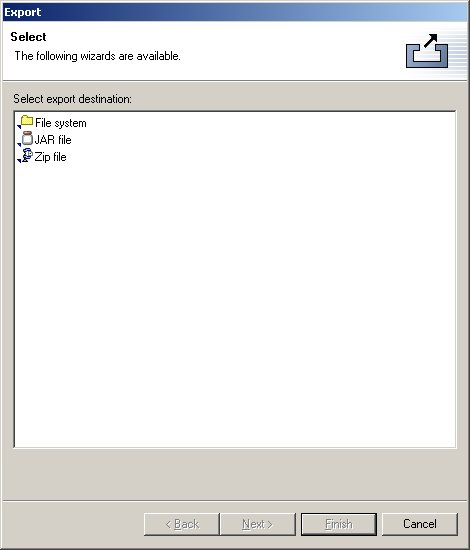 Export
Select
The following wizards are available.
Select export destination:
File system
JAR file
Zip file
< Back
Next >
Finish
Cancel